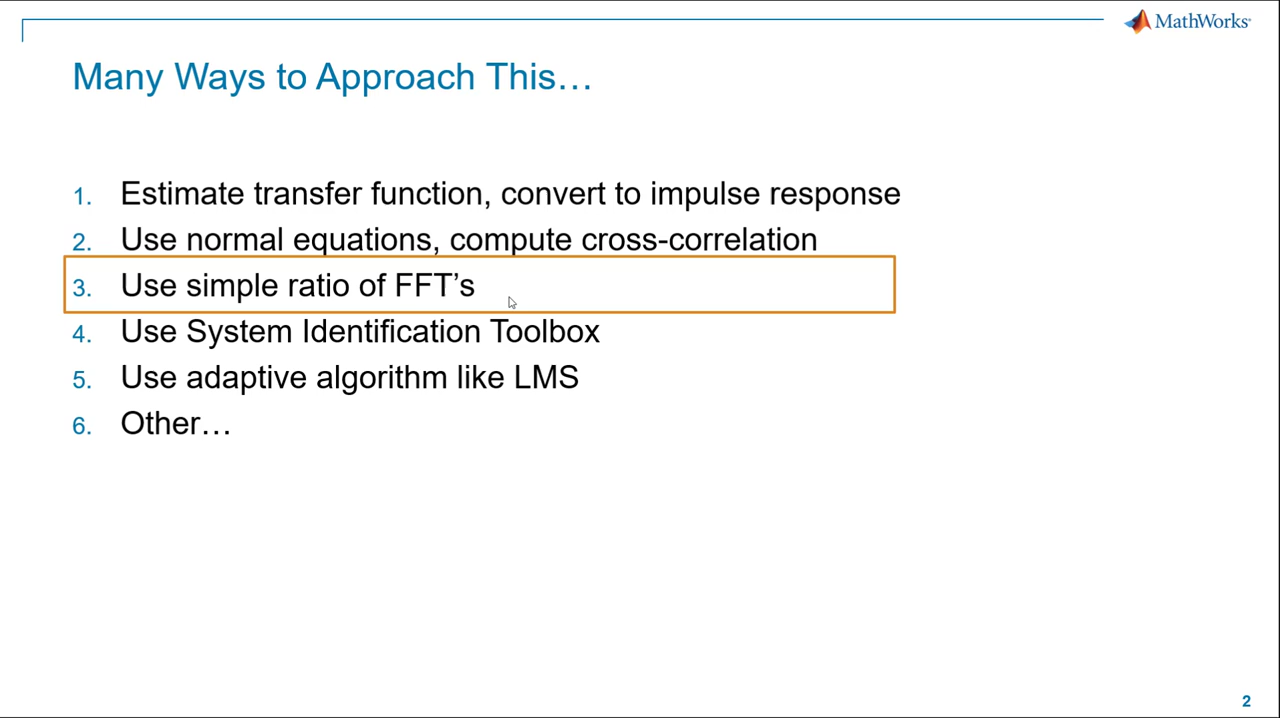 MathWorks
Many Ways to Approach This…
1. Estimate transfer function, convert to impulse response
2. Use normal equations, compute cross-correlation
3. Use simple ratio of FFT’s
4. Use System Identification Toolbox
5. Use adaptive algorithm like LMS
6. Other…
2